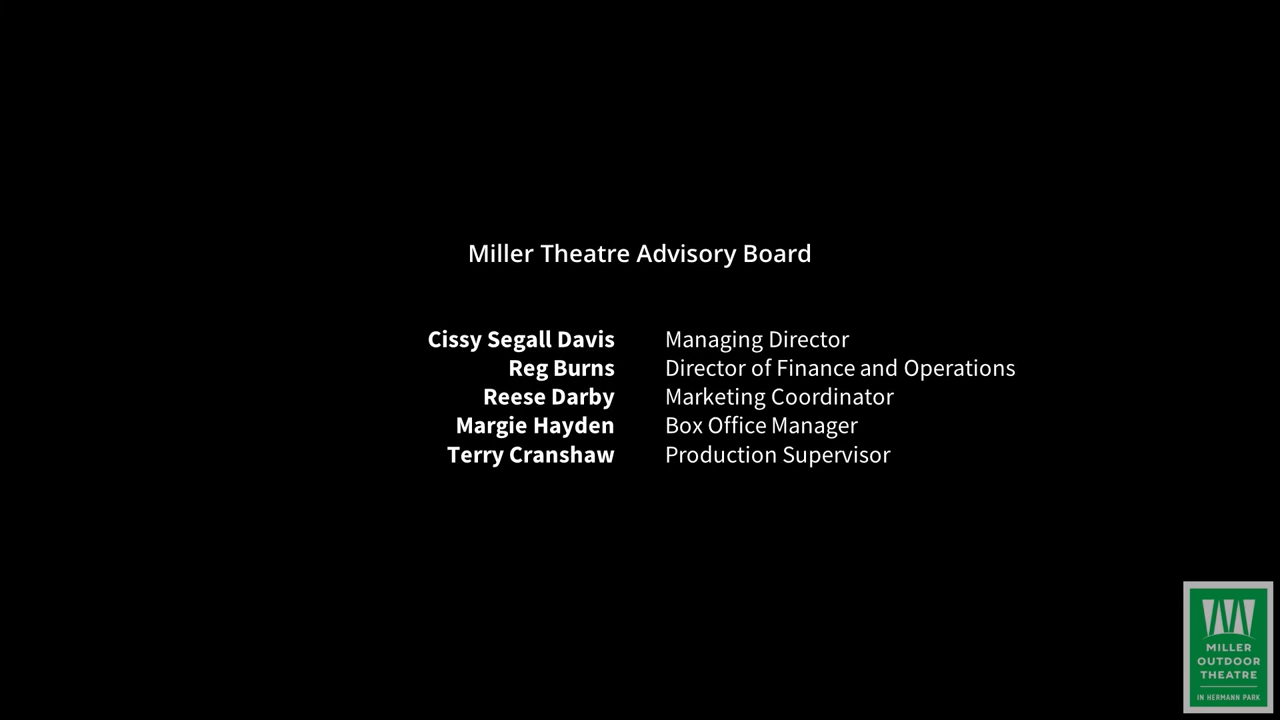 Miller Theatre Advisory Board
Cissy Segall Davis Managing Director
Reg Burns Director of Finance and Operations
Reese Darby Marketing Coordinator
Margie Hayden Box Office Manager
Terry Cranshaw Production Supervisor
MILLER
OUTDOOR
THEATRE
IN HERMANN PARK